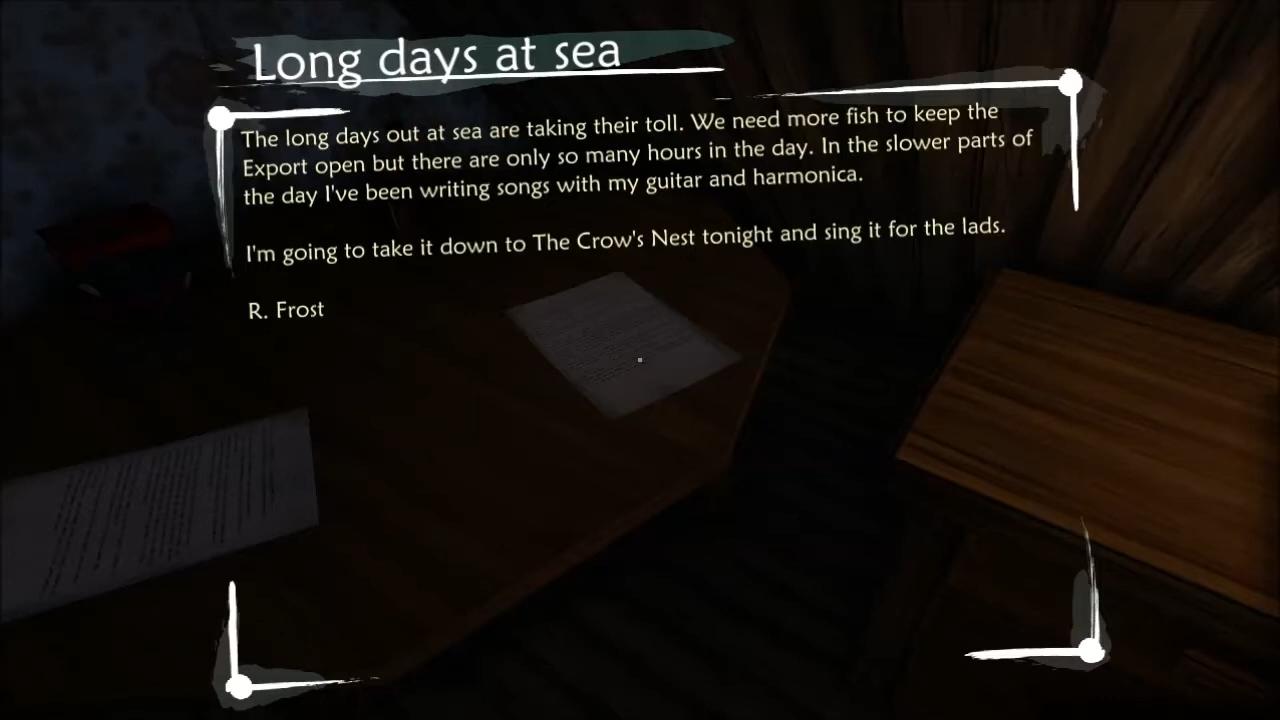 Long days at sea
The long days out at sea are taking their toll. We need more fish to keep the
Export open but there are only so many hours in the day. In the slower parts of
the day I've been writing songs with my guitar and harmonica.
I'm going to take it down to The Crow's Nest tonight and sing it for the lads.
R. Frost